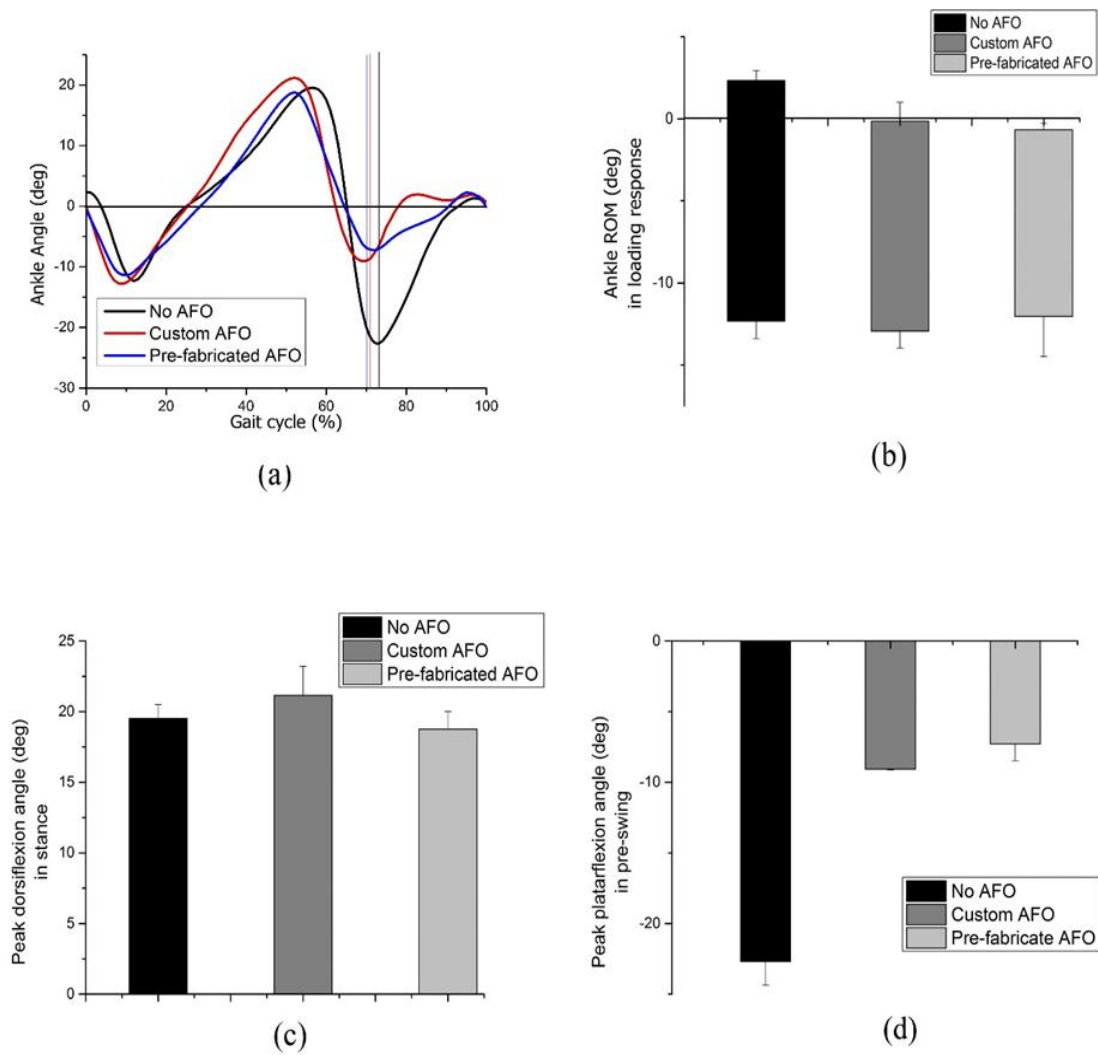 20
10
0
-10
-20
-30
0
20
40
60
80
100
Ankle Angle (deg)
Gait cycle (%)
No AFO
Custom AFO
Pre-fabricated AFO
(a)
No AFO
Custom AFO
Pre-fabricated AFO
0
-10
Ankle ROM (deg)
in loading response
(b)
No AFO
Custom AFO
Pre-fabricated AFO
25
20
15
10
5
0
Peak dorsiflexion angle (deg)
in stance
(c)
0
-10
-20
Peak platarflexion angle (deg)
in pre-swing
No AFO
Custom AFO
Pre-fabricate AFO
(d)